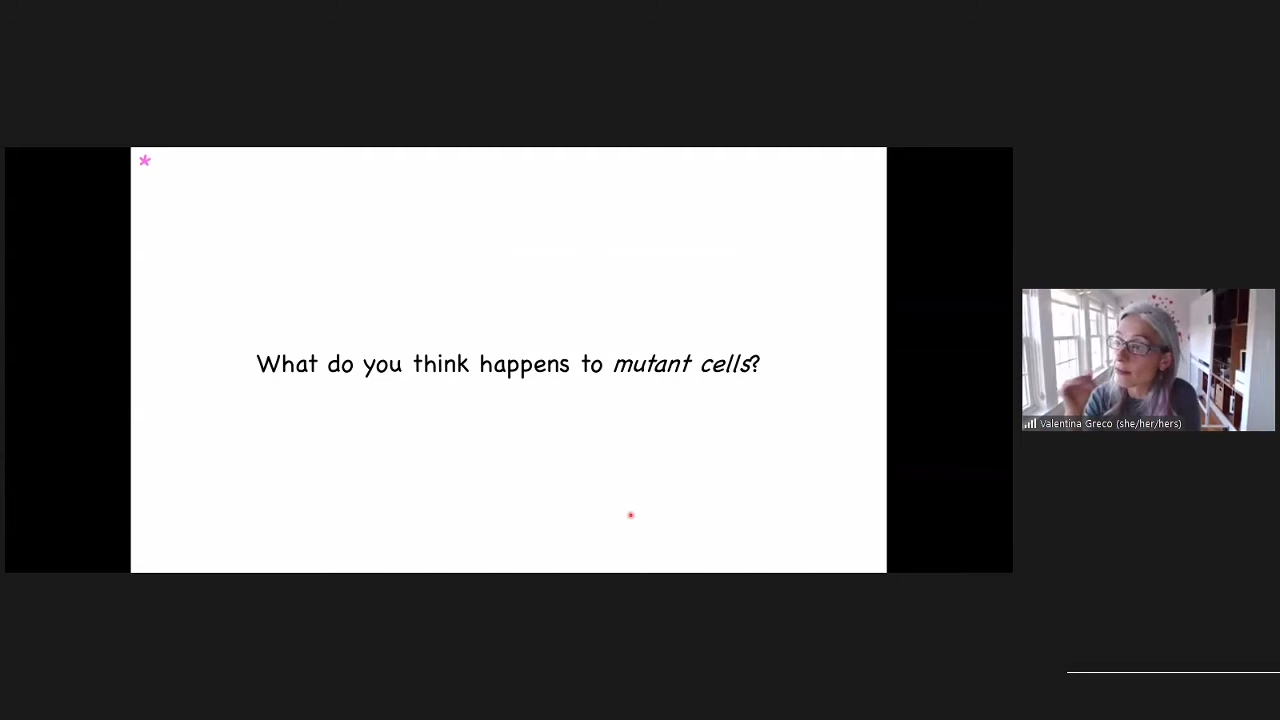 *
What do you think happens to mutant cells?
Valentina Greco (she/her/hers)